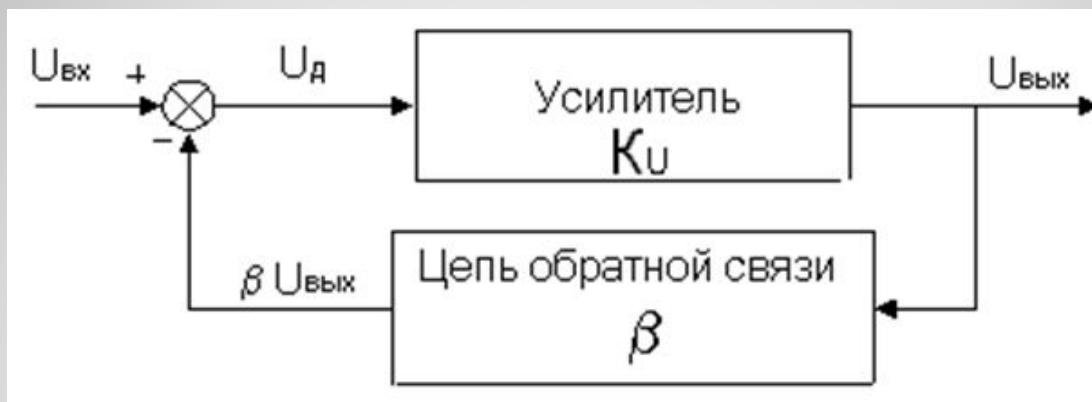 Uвх
+
Uд
Усилитель
KU
Uвых
−
β Uвых
Цепь обратной связи
β